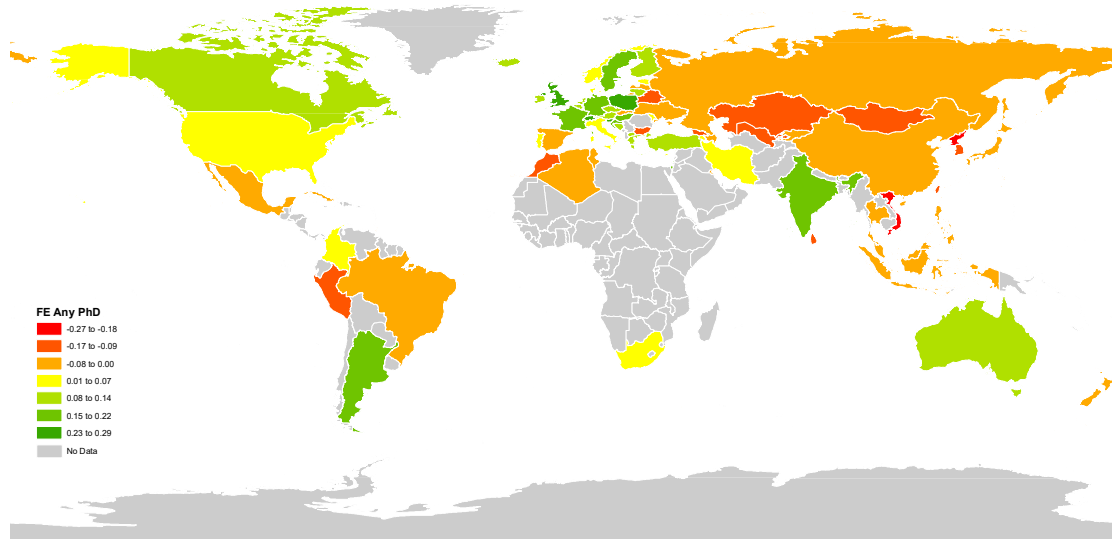 FE Any PhD
-0.27 to -0.18
-0.17 to -0.09
-0.08 to 0.00
0.01 to 0.07
0.08 to 0.14
0.15 to 0.22
0.23 to 0.29
No Data